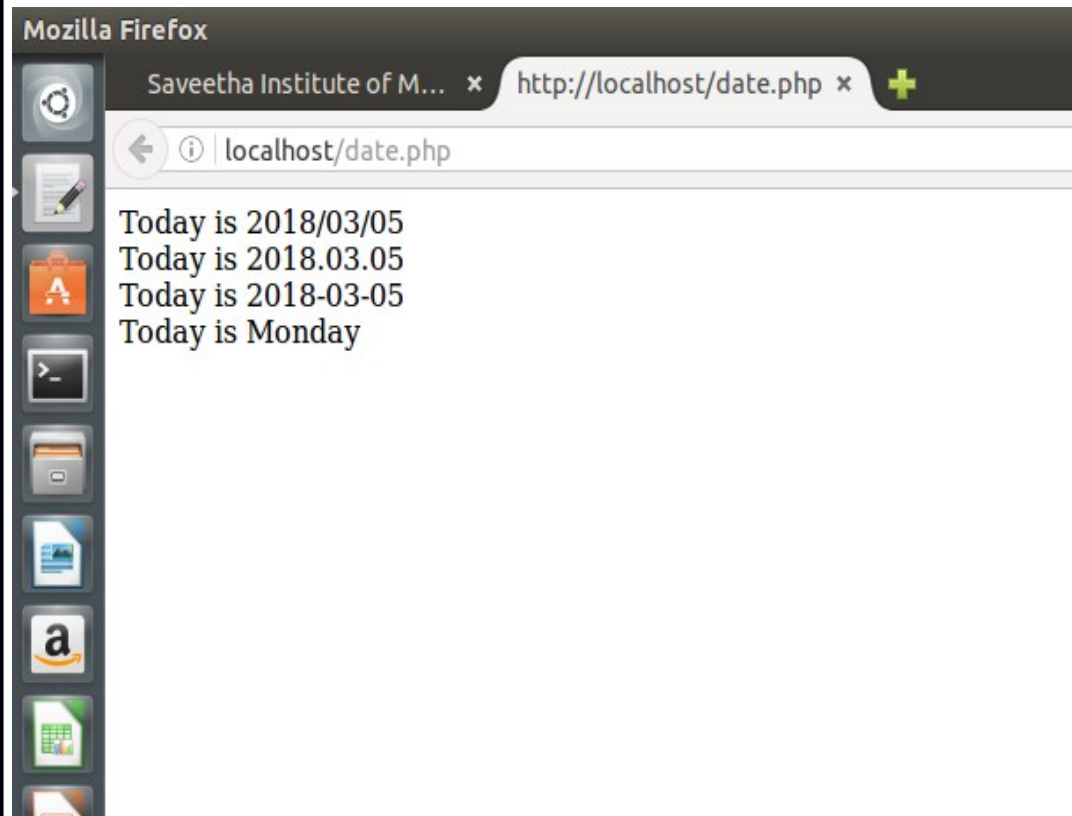 Mozilla Firefox
Saveetha Institute of M...
http://localhost/date.php
localhost/date.php
Today is 2018/03/05
Today is 2018.03.05
Today is 2018-03-05
Today is Monday
A
>_
a